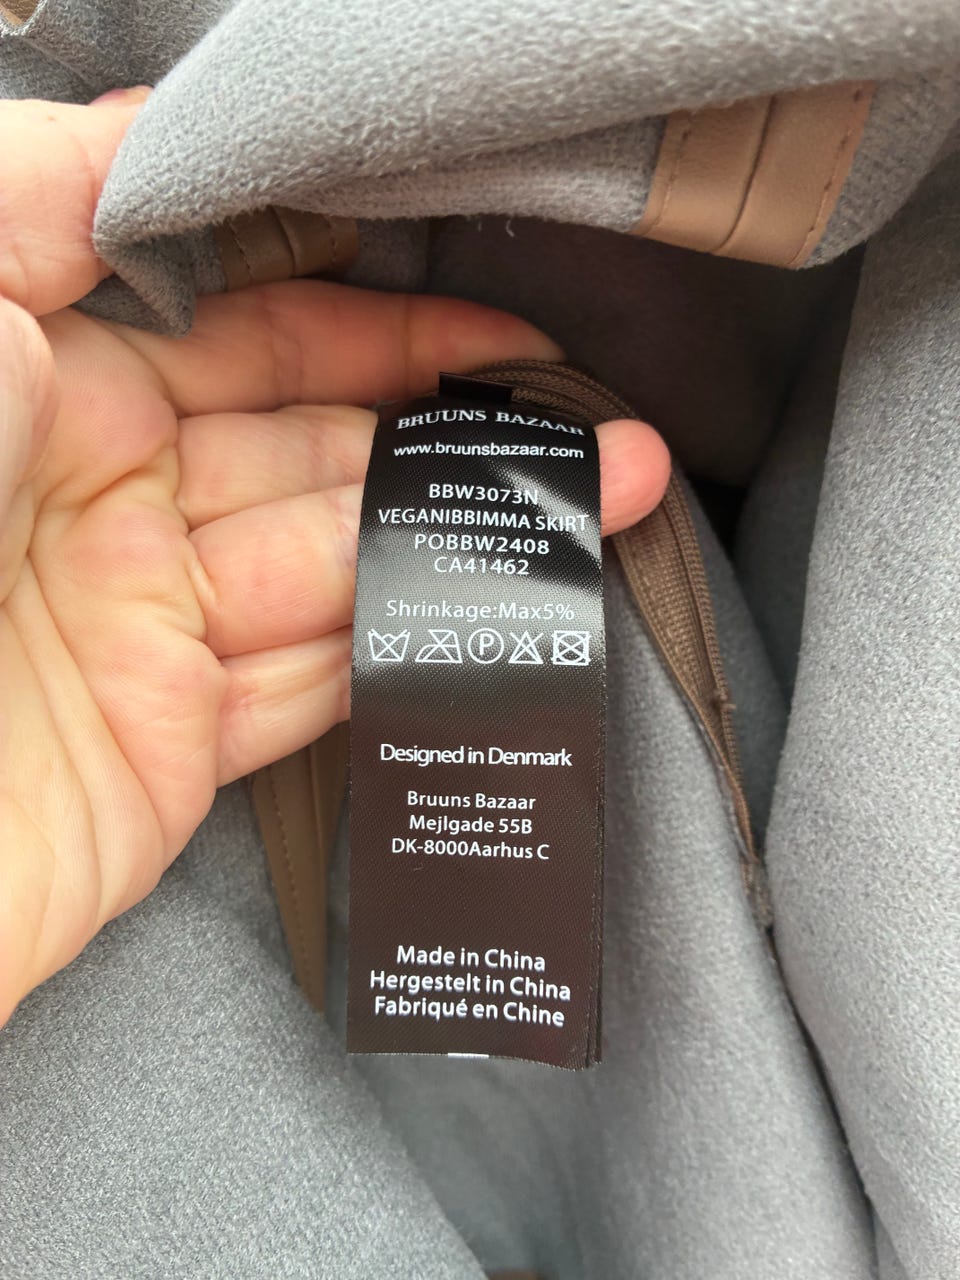 BRUUNS BAZAAR
www.bruunsbazaar.com
BBW3073N
VEGANIBBIMMA SKIRT
POBBW2408
CA41462
Shrinkage:Max5%
P
Designed in Denmark
Bruuns Bazaar
Mejlgade 55B
DK-8000Aarhus C
Made in China
Hergestelt in China
Fabriqué en Chine